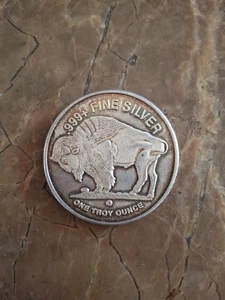 .999+ FINE SILVER
ONE TROY OUNCE